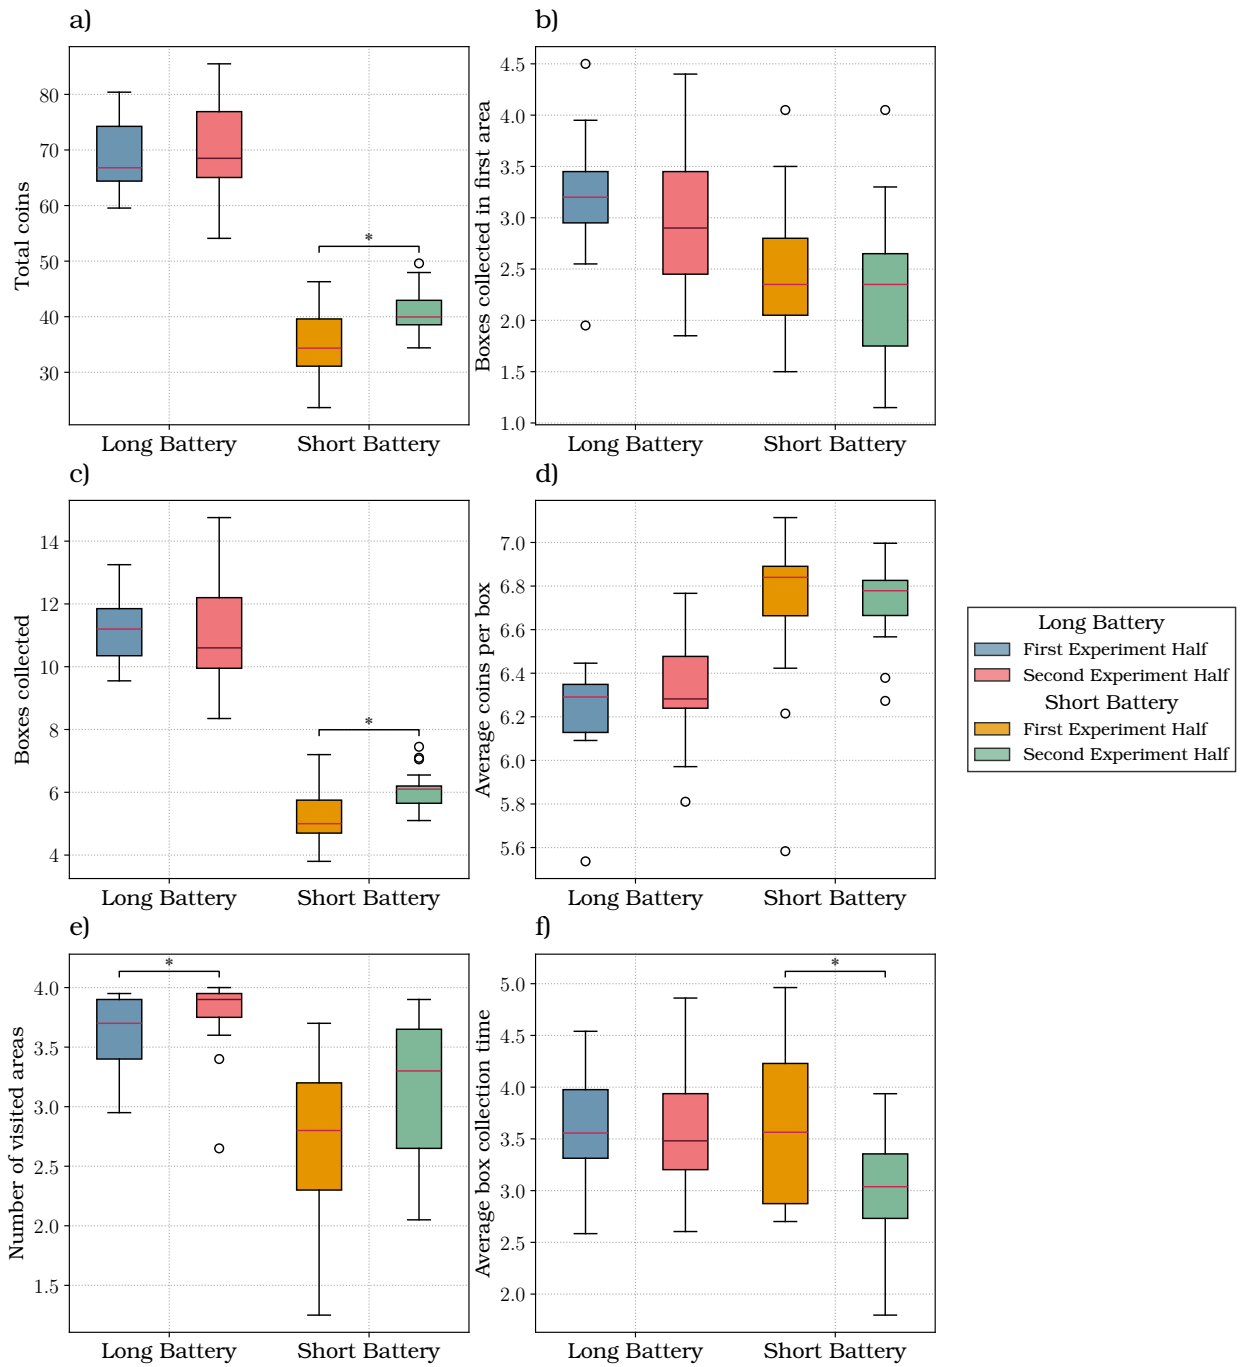 a)
Total coins
80
70
60
50
40
30
*
Long Battery
Short Battery
b)
Boxes collected in first area
4.5
4.0
3.5
3.0
2.5
2.0
1.5
1.0
Long Battery
Short Battery
c)
Boxes collected
14
12
10
8
6
4
*
Long Battery
Short Battery
d)
Average coins per box
7.0
6.8
6.6
6.4
6.2
6.0
5.8
5.6
Long Battery
Short Battery
Long Battery
First Experiment Half
Second Experiment Half
Short Battery
First Experiment Half
Second Experiment Half
e)
Number of visited areas
4.0
3.5
3.0
2.5
2.0
1.5
*
Long Battery
Short Battery
f)
Average box collection time
5.0
4.5
4.0
3.5
3.0
2.5
2.0
*
Long Battery
Short Battery